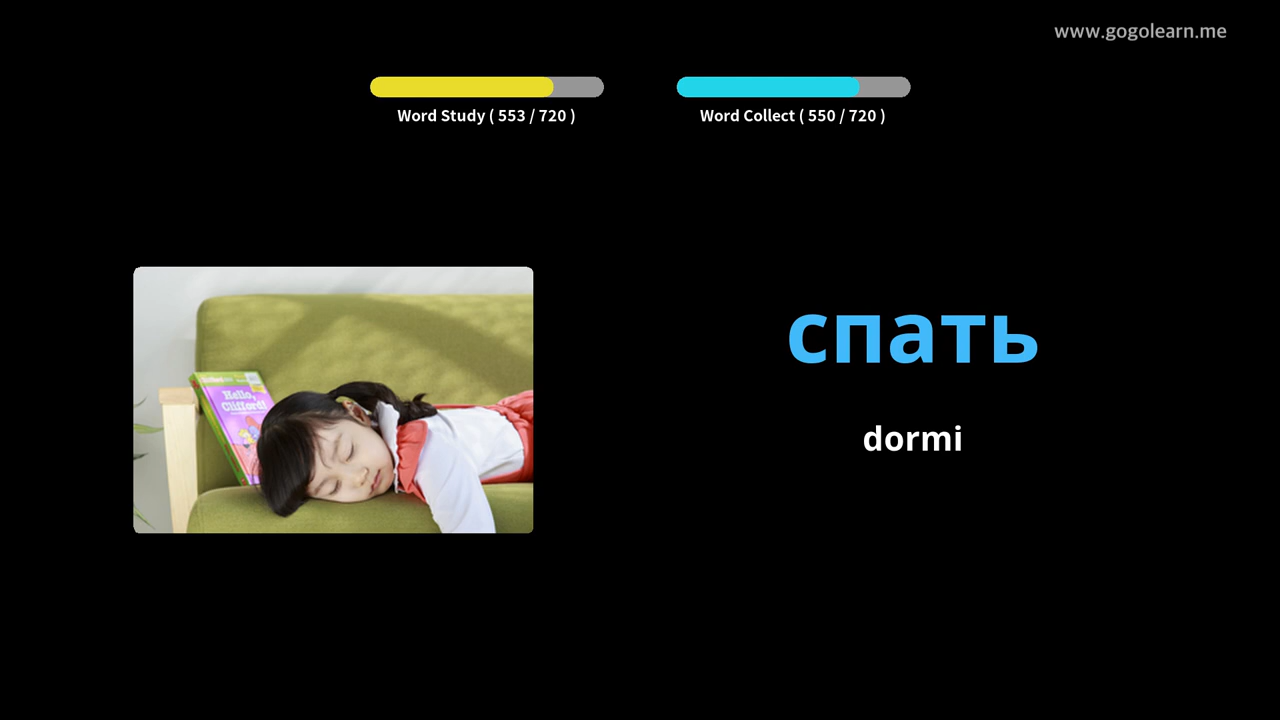 www.gogolearn.me
Word Study ( 553 / 720 )
Word Collect ( 550 / 720 )
Hello,
Clifford!
спать
dormi